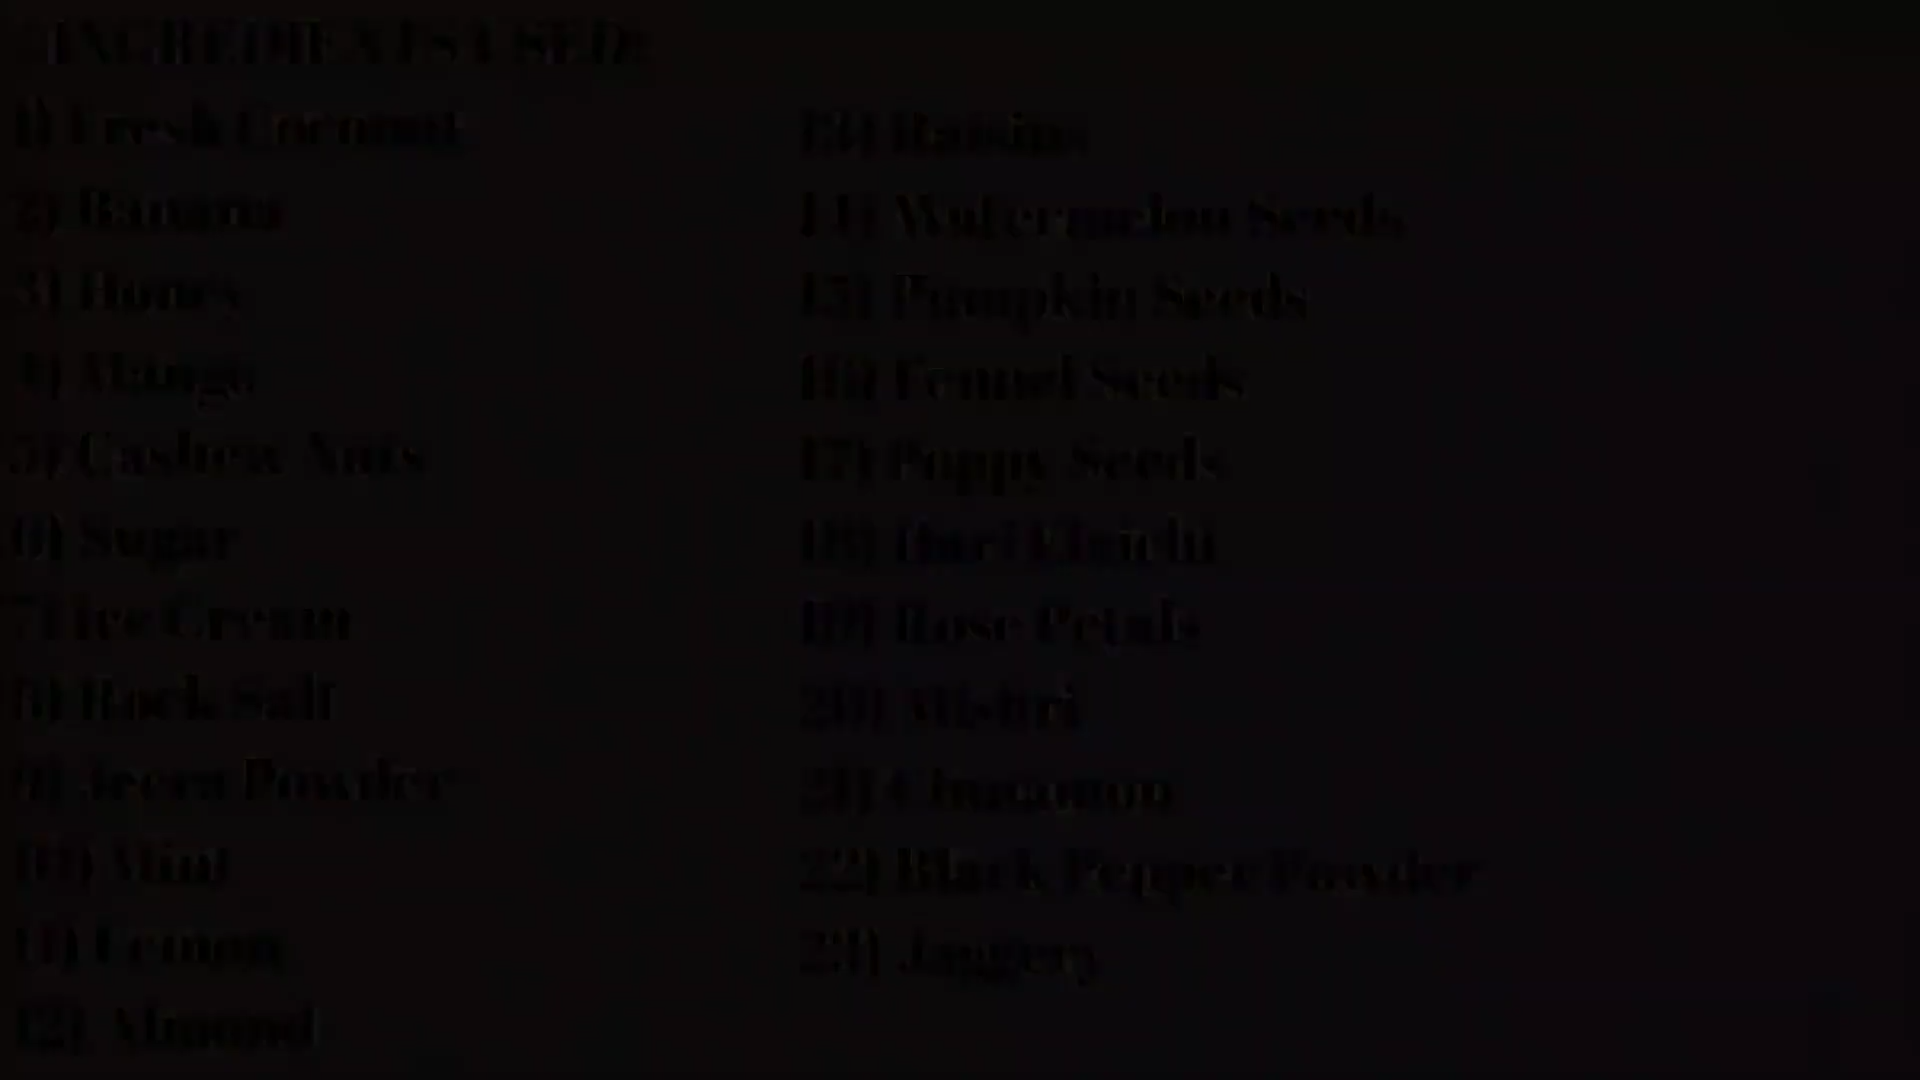 INGREDIENTS USED:
1) Fresh Coconut
2) Banana
3) Honey
4) Mango
5) Cashew Nuts
6) Sugar
7) Ice Cream
8) Rock Salt
9) Jeera Powder
10) Mint
11) Lemon
12) Almond
13) Raisins
14) Watermelon Seeds
15) Pumpkin Seeds
16) Fennel Seeds
17) Poppy Seeds
18) Hari Elaichi
19) Rose Petals
20) Mishri
21) Cinnamon
22) Black Pepper Powder
23) Jaggery